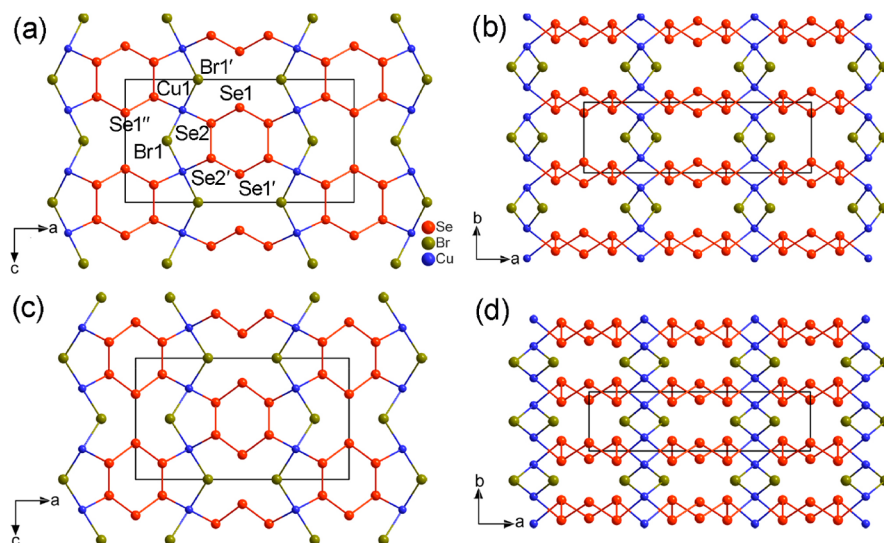 (a)
Br1′
Cu1
Se1
Se1″
Se2
Br1
Se2′
Se1′
a
c
Se
Br
Cu
(b)
b
a
(c)
a
c
(d)
b
a